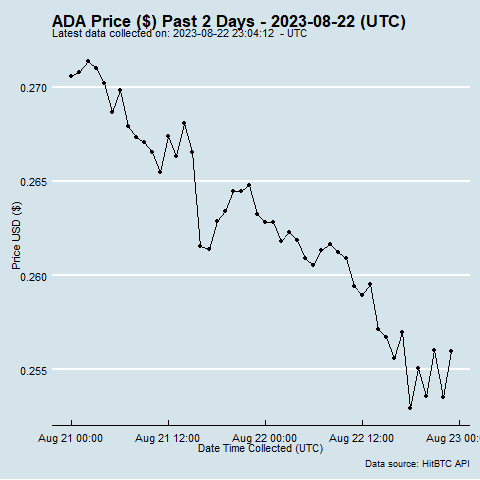 ADA Price ($) Past 2 Days - 2023-08-22 (UTC)
Latest data collected on: 2023-08-22 23:04:12  - UTC
0.270
0.265
0.260
0.255
Price USD ($)
Aug 21 00:00 Aug 21 12:00 Aug 22 00:00 Aug 22 12:00 Aug 23 00
Date Time Collected (UTC)
Data source: HitBTC API